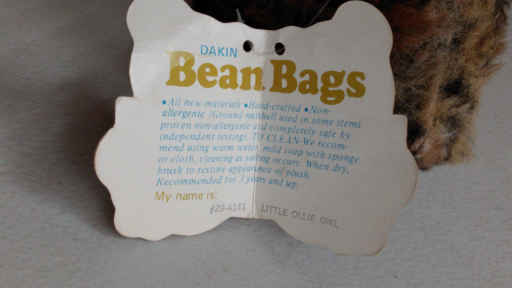 DAKIN
Bean Bags
• All new materials • Hand-crafted • Non-
allergenic (Ground nutshell used in some items
proven non-allergenic and completely safe by
independent testing). TO CLEAN-We recom-
mend using warm water, mild soap with sponge
or cloth, cleaning as soiling occurs. When dry,
brush to restore appearance of plush.
Recommended for 3 years and up.
My name is:
LITTLE OLLIE OWL